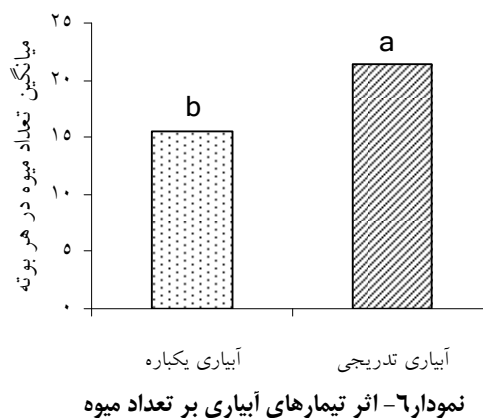 میانگین تعداد میوه در هر بوته
۲۵
۲۰
۱۵
۱۰
۵
۰
b
a
آبیاری یکباره
آبیاری تدریجی
نمودار٦- اثر تیمارهای آبیاری بر تعداد میوه